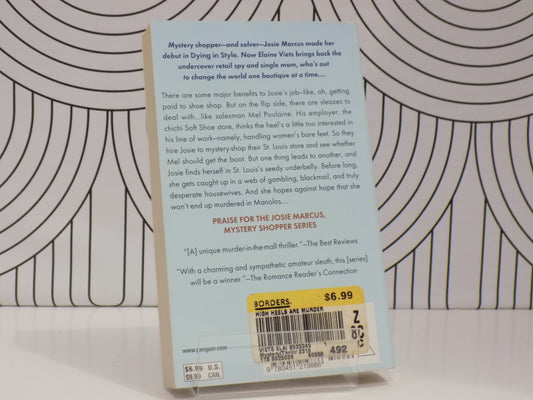 Mystery shopper—and solver—Josie Marcus made her
debut in Dying in Style. Now Elaine Viets brings back the
undercover retail spy and single mom, who's out
to change the world one boutique at a time....
There are some major benefits to Josie's job—like, oh, getting
paid to shoe shop. But on the flip side, there are sleazes to
deal with...like salesman Mel Poulaine. His employer, the
chichi Soft Shoe store, thinks the heel's a little too interested in
his line of work—namely, handling women's bare feet. So they
hire Josie to mystery-shop their St. Louis store and see whether
Mel should get the boot. But one thing leads to another, and
Josie finds herself in St. Louis's seedy underbelly. Before long,
she gets caught up in a web of gambling, blackmail, and truly
desperate housewives. And she hopes against hope that she
won't end up murdered in Manolos....
PRAISE FOR THE JOSIE MARCUS,
MYSTERY SHOPPER SERIES
"[A] unique murder-in-the-mall thriller."—The Best Reviews
"With a charming and sympathetic amateur sleuth, this [series]
will be a winner."—The Romance Reader's Connection
BORDERS. $6.99
HIGH HEELS ARE MURDER
VIETS ELAI
492
www.penguin.com
$6.99 U.S.
$9.99 CAN.
9 780451 219886